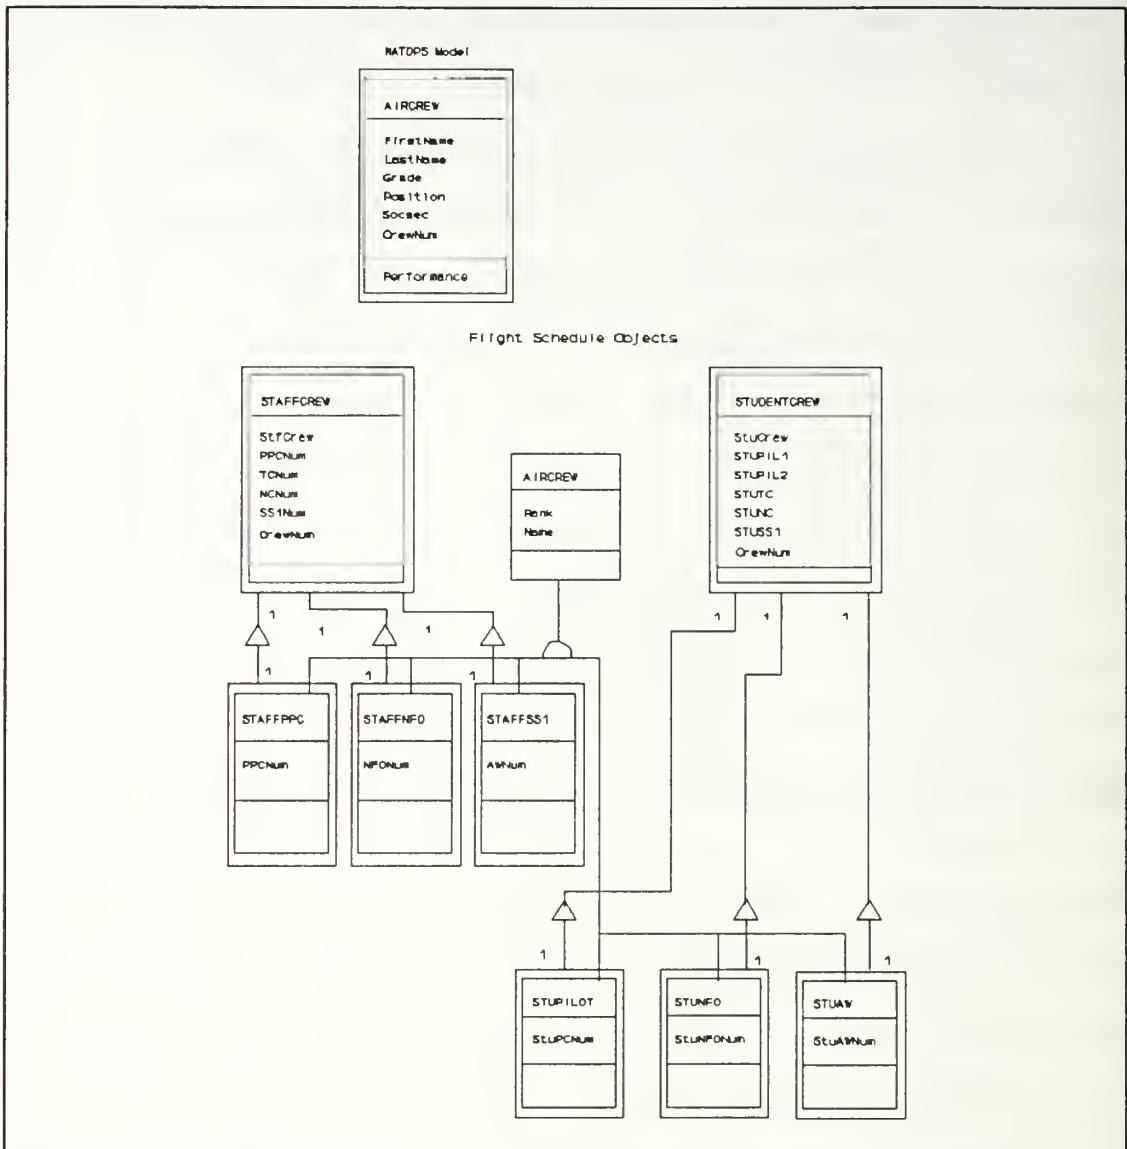 NATOPS Model
AIRCREW
FirstName
LastName
Grade
Position
Socsec
CrewNum
Performance
Flight Schedule Objects
STAFFCREW
StfCrew
PPCNum
TCNum
NCNum
SS1Num
CrewNum
AIRCREW
Rank
Name
STUDENTCREW
StuCrew
STUPIL1
STUPIL2
STUTC
STUNC
STUSS1
CrewNum
1
1
1
1
1
1
1
1
1
STAFFPPC
PPCNum
STAFFNFO
NFONum
STAFFSS1
AWNum
1
1
1
STUPILOT
StuPCNum
STUNFO
StuNFONum
STUAW
StuAWNum